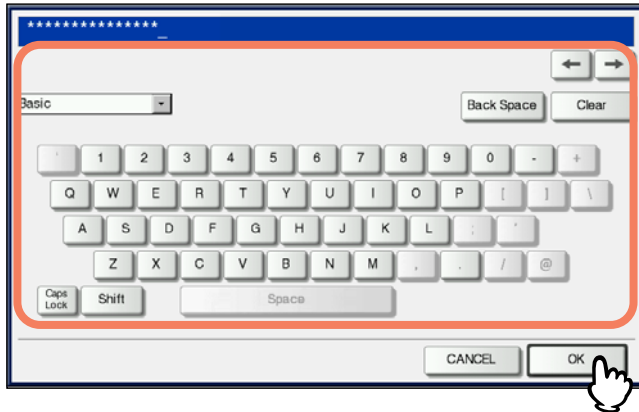 ***************_
← →
Basic Back Space Clear
` 1 2 3 4 5 6 7 8 9 0 - +
Q W E R T Y U I O P [ ] \
A S D F G H J K L ; '
Z X C V B N M , . / @
Caps Lock Shift Space
CANCEL OK